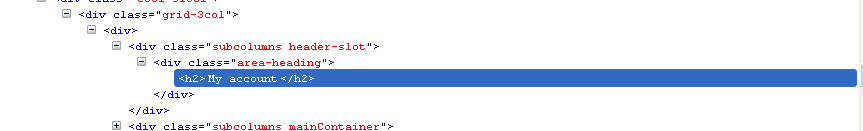 <div class="grid-3col">
<div>
<div class="subcolumns header-slot">
<div class="area-heading">
<h2>My account</h2>
</div>
</div>
<div class="subcolumns mainContainer">